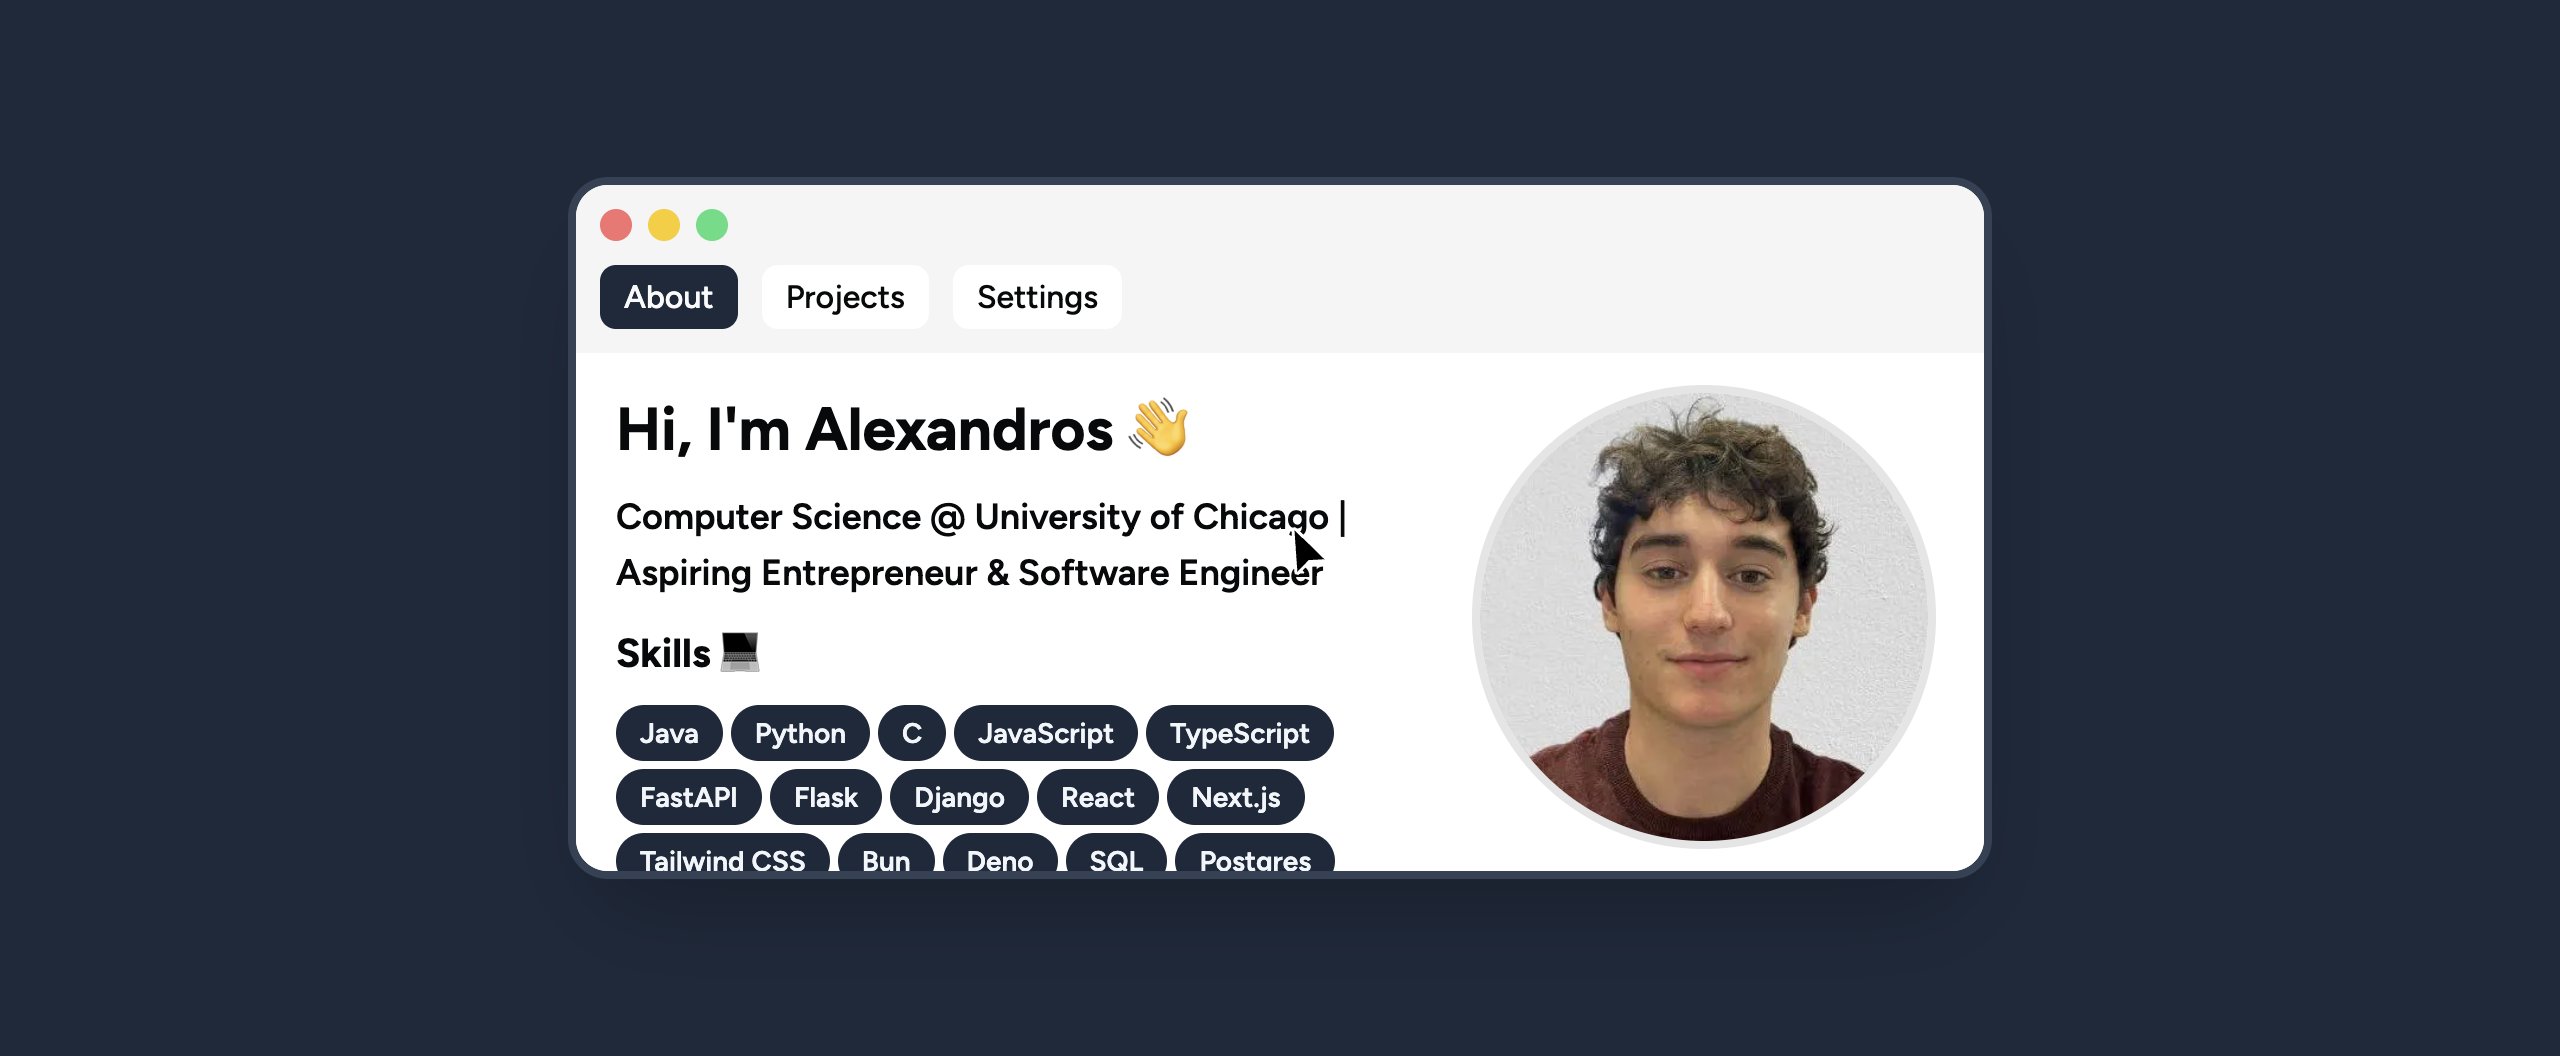 About Projects Settings
Hi, I'm Alexandros 👋
Computer Science @ University of Chicago |
Aspiring Entrepreneur & Software Engineer
Skills 💻
Java Python C JavaScript TypeScript
FastAPI Flask Django React Next.js
Tailwind CSS Bun Deno SQL Postgres